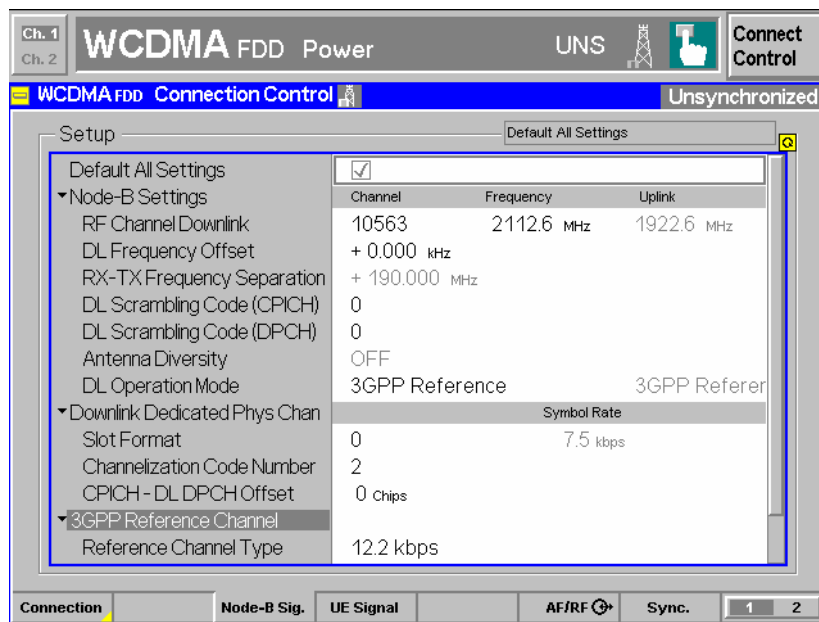 Ch. 1
Ch. 2
WCDMA FDD Power
UNS
Connect
Control
WCDMA FDD Connection Control
Unsynchronized
Setup
Default All Settings
Default All Settings
Node-B Settings Channel Frequency Uplink
RF Channel Downlink 10563 2112.6 MHz 1922.6 MHz
DL Frequency Offset + 0.000 kHz
RX-TX Frequency Separation + 190.000 MHz
DL Scrambling Code (CPICH) 0
DL Scrambling Code (DPCH) 0
Antenna Diversity OFF
DL Operation Mode 3GPP Reference 3GPP Referer
Downlink Dedicated Phys Chan Symbol Rate
Slot Format 0 7.5 kbps
Channelization Code Number 2
CPICH - DL DPCH Offset 0 Chips
3GPP Reference Channel
Reference Channel Type 12.2 kbps
Connection Node-B Sig. UE Signal AF/RF Sync. 1 2